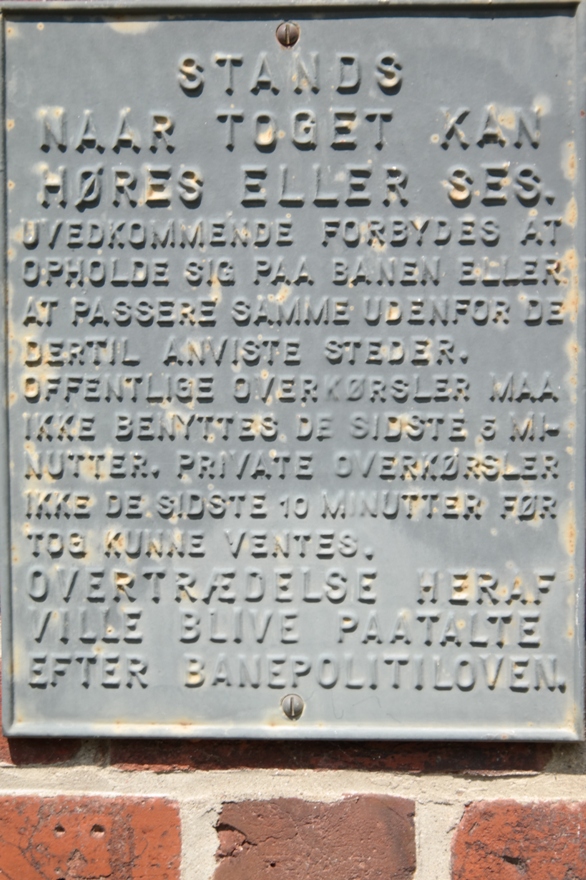 STANDS
NAAR TOGET KAN
HØRES ELLER SES.
UVEDKOMMENDE FORBYDES AT
OPHOLDE SIG PAA BANEN ELLER
AT PASSERE SAMME UDENFOR DE
DERTIL ANVISTE STEDER.
OFFENTLIGE OVERKØRSLER MAA
IKKE BENYTTES DE SIDSTE 5 MI-
NUTTER. PRIVATE OVERKØRSLER
IKKE DE SIDSTE 10 MINUTTER FØR
TOG KUNNE VENTES.
OVERTRÆDELSE HERAF
VILLE BLIVE PAATALTE
EFTER BANEPOLITILOVEN.